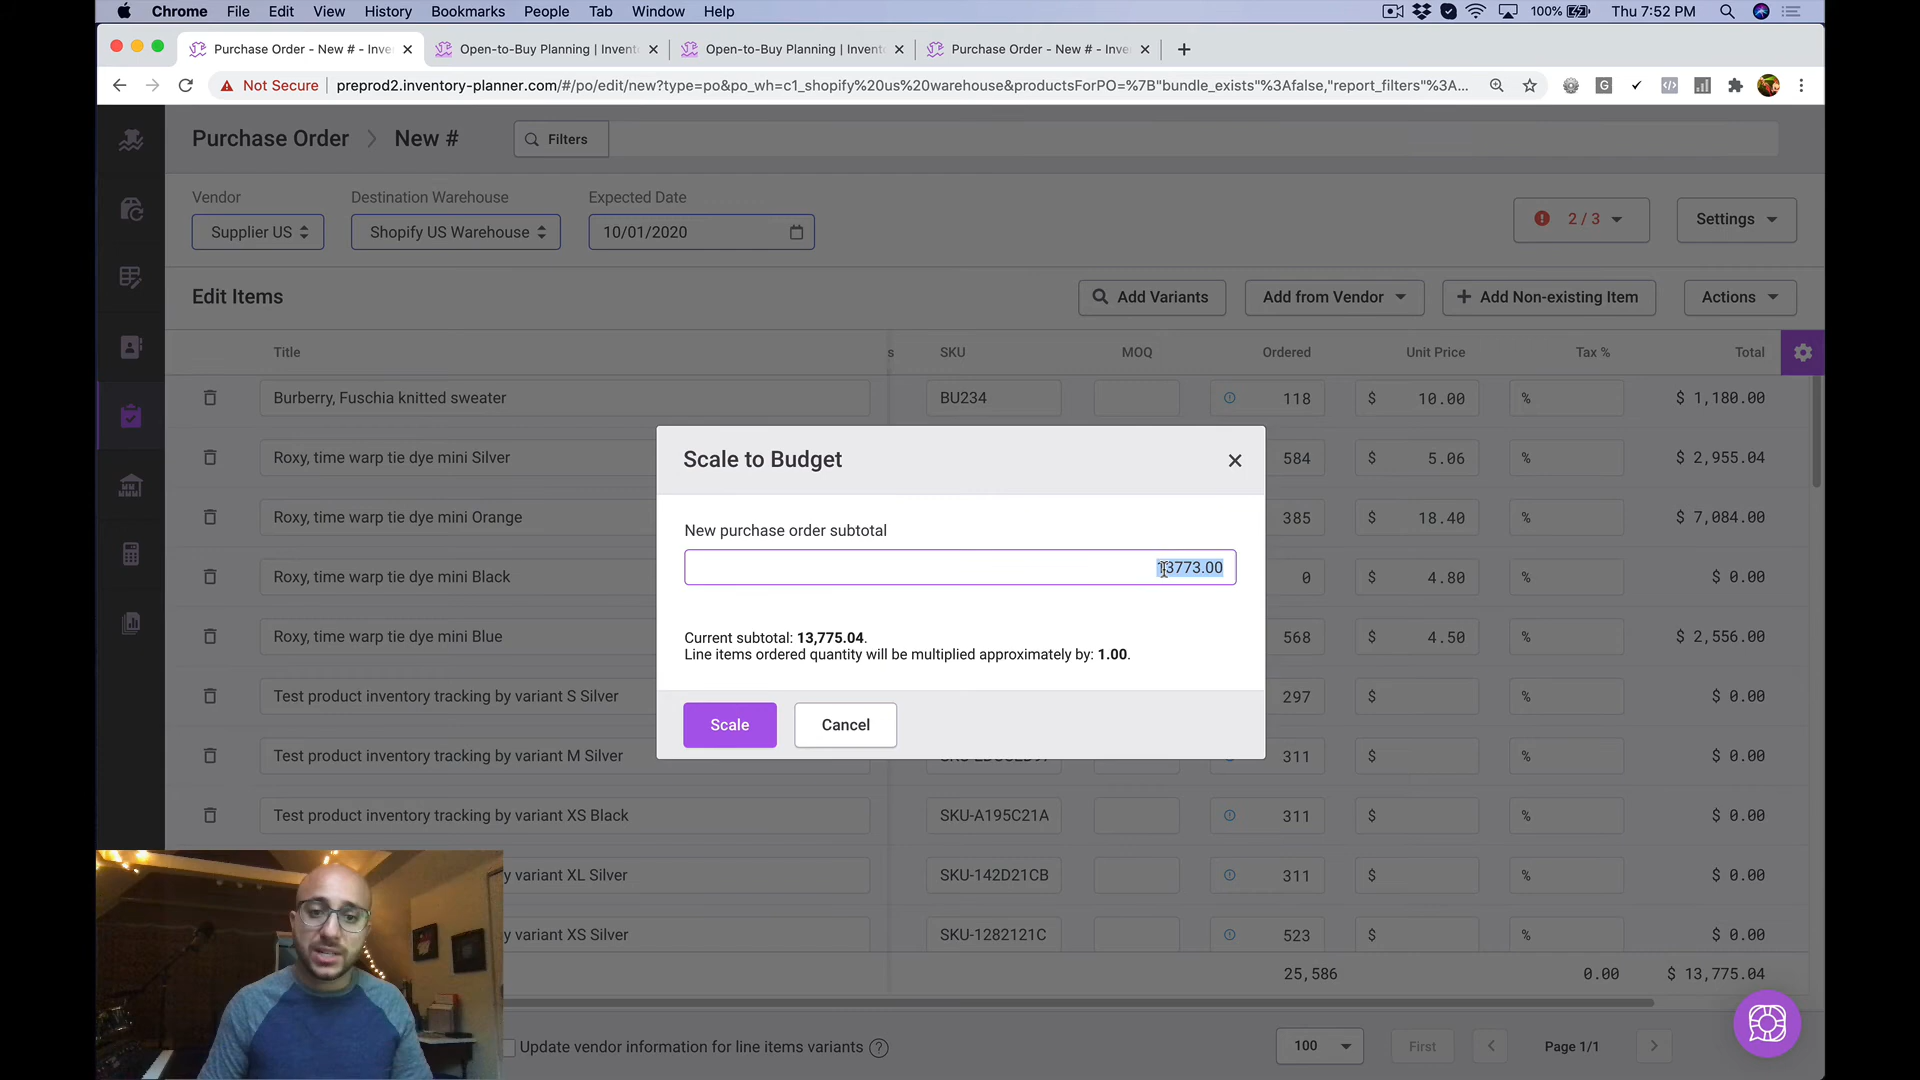 Chrome File Edit View History Bookmarks People Tab Window Help 100% Thu 7:52 PM
Purchase Order - New # - Inve Open-to-Buy Planning | Invent Open-to-Buy Planning | Invent Purchase Order - New # - Inve
Not Secure preprod2.inventory-planner.com/#/po/edit/new?type=po&po_wh=c1_shopify%20us%20warehouse&productsForPO=%7B"bundle_exists"%3Afalse,"report_filters"%3A...
Purchase Order > New # Filters
Vendor Destination Warehouse Expected Date
Supplier US Shopify US Warehouse 10/01/2020 2 / 3 Settings
Edit Items Add Variants Add from Vendor + Add Non-existing Item Actions
Title s SKU MOQ Ordered Unit Price Tax % Total
Burberry, Fuschia knitted sweater BU234 118 $ 10.00 % $ 1,180.00
Roxy, time warp tie dye mini Silver 584 $ 5.06 % $ 2,955.04
Roxy, time warp tie dye mini Orange 385 $ 18.40 % $ 7,084.00
Roxy, time warp tie dye mini Black 0 $ 4.80 % $ 0.00
Roxy, time warp tie dye mini Blue 568 $ 4.50 % $ 2,556.00
Test product inventory tracking by variant S Silver 297 $ % $ 0.00
Test product inventory tracking by variant M Silver 311 $ % $ 0.00
Test product inventory tracking by variant XS Black SKU-A195C21A 311 $ % $ 0.00
y variant XL Silver SKU-142D21CB 311 $ % $ 0.00
y variant XS Silver SKU-1282121C 523 $ % $ 0.00
25,586 0.00 $ 13,775.04
Update vendor information for line items variants ? 100 First Page 1/1
Scale to Budget
New purchase order subtotal
13773.00
Current subtotal: 13,775.04.
Line items ordered quantity will be multiplied approximately by: 1.00.
Scale Cancel